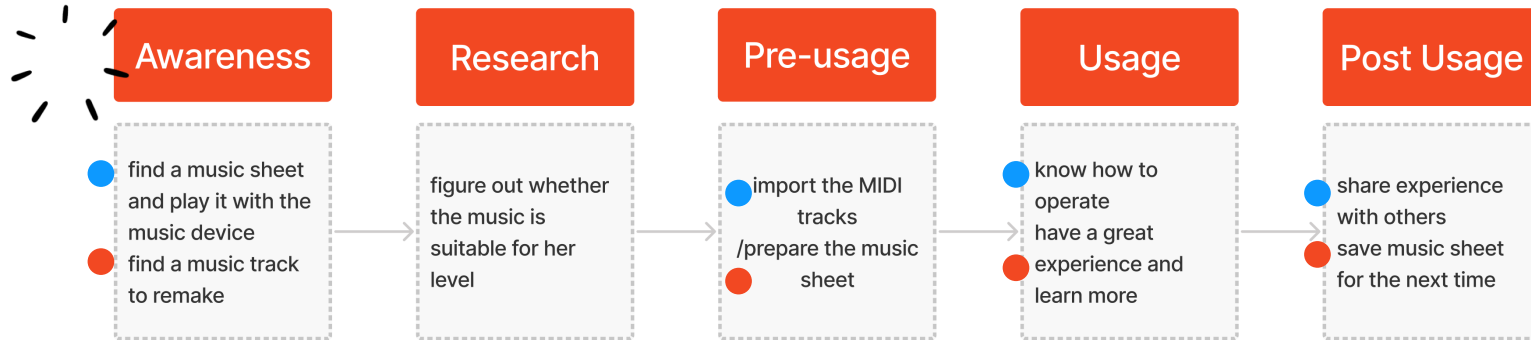 Awareness
Research
Pre-usage
Usage
Post Usage
find a music sheet
and play it with the
music device
find a music track
to remake
figure out whether
the music is
suitable for her
level
import the MIDI
tracks
/prepare the music
sheet
know how to
operate
have a great
experience and
learn more
share experience
with others
save music sheet
for the next time